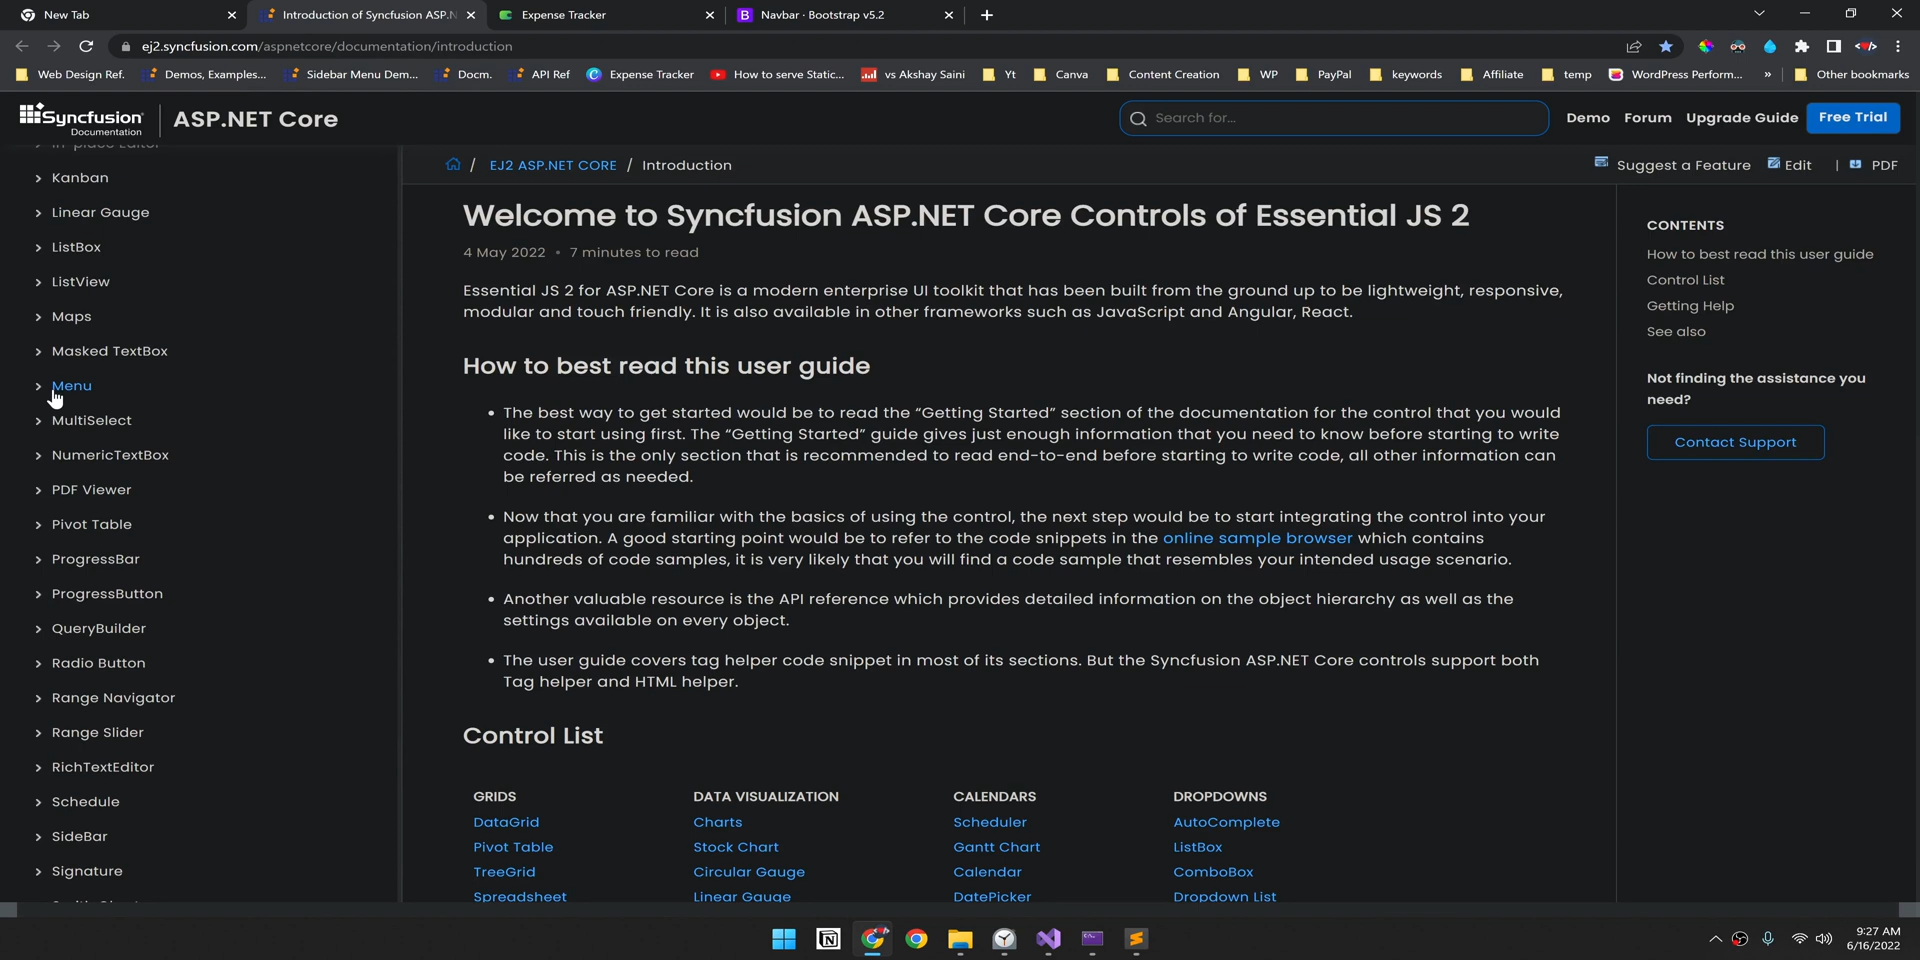 New Tab
Introduction of Syncfusion ASP.N
Expense Tracker
Navbar · Bootstrap v5.2
ej2.syncfusion.com/aspnetcore/documentation/introduction
Web Design Ref.
Demos, Examples...
Sidebar Menu Dem...
Docm.
API Ref
Expense Tracker
How to serve Static...
vs Akshay Saini
Yt
Canva
Content Creation
WP
PayPal
keywords
Affiliate
temp
WordPress Perform...
»
Other bookmarks
Syncfusion
Documentation
ASP.NET Core
Search for...
Demo
Forum
Upgrade Guide
Free Trial
In-place Editor
Kanban
Linear Gauge
ListBox
ListView
Maps
Masked TextBox
Menu
MultiSelect
NumericTextBox
PDF Viewer
Pivot Table
ProgressBar
ProgressButton
QueryBuilder
Radio Button
Range Navigator
Range Slider
RichTextEditor
Schedule
SideBar
Signature
/ EJ2 ASP.NET CORE / Introduction
Suggest a Feature
Edit
| PDF
Welcome to Syncfusion ASP.NET Core Controls of Essential JS 2
4 May 2022 • 7 minutes to read
Essential JS 2 for ASP.NET Core is a modern enterprise UI toolkit that has been built from the ground up to be lightweight, responsive,
modular and touch friendly. It is also available in other frameworks such as JavaScript and Angular, React.
How to best read this user guide
• The best way to get started would be to read the “Getting Started” section of the documentation for the control that you would
like to start using first. The “Getting Started” guide gives just enough information that you need to know before starting to write
code. This is the only section that is recommended to read end-to-end before starting to write code, all other information can
be referred as needed.
• Now that you are familiar with the basics of using the control, the next step would be to start integrating the control into your
application. A good starting point would be to refer to the code snippets in the online sample browser which contains
hundreds of code samples, it is very likely that you will find a code sample that resembles your intended usage scenario.
• Another valuable resource is the API reference which provides detailed information on the object hierarchy as well as the
settings available on every object.
• The user guide covers tag helper code snippet in most of its sections. But the Syncfusion ASP.NET Core controls support both
Tag helper and HTML helper.
Control List
GRIDS
DataGrid
Pivot Table
TreeGrid
Spreadsheet
DATA VISUALIZATION
Charts
Stock Chart
Circular Gauge
Linear Gauge
CALENDARS
Scheduler
Gantt Chart
Calendar
DatePicker
DROPDOWNS
AutoComplete
ListBox
ComboBox
Dropdown List
CONTENTS
How to best read this user guide
Control List
Getting Help
See also
Not finding the assistance you
need?
Contact Support
9:27 AM
6/16/2022